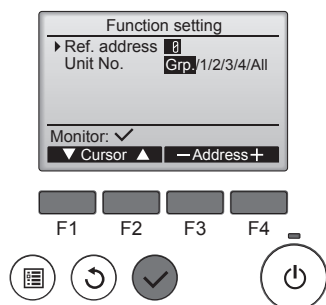 Function setting
Ref. address 0
Unit No. Grp./1/2/3/4/All
Monitor: ✓
▼ Cursor ▲ −Address+
F1 F2 F3 F4